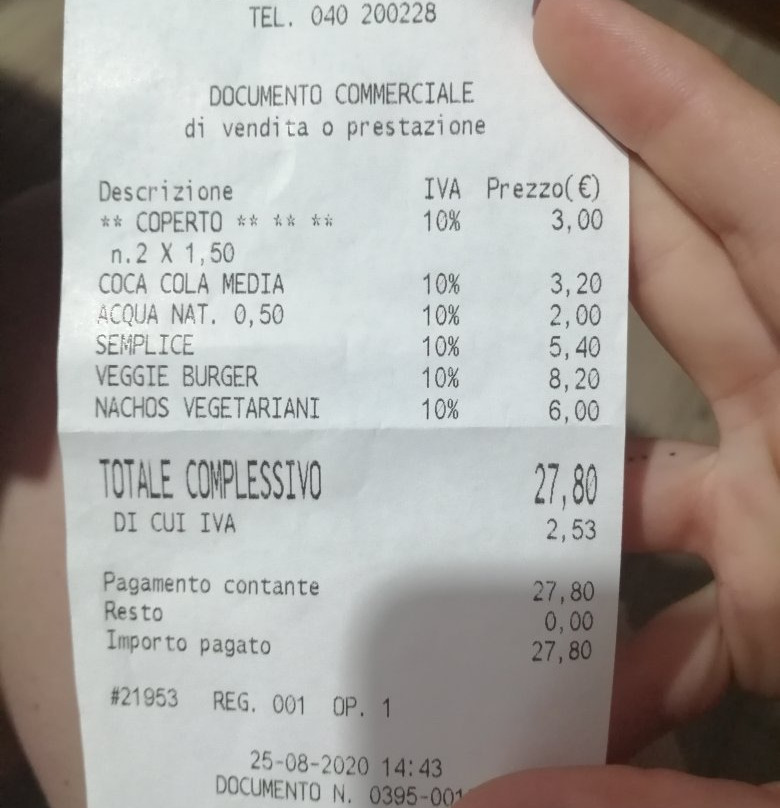 TEL. 040 200228
DOCUMENTO COMMERCIALE
di vendita o prestazione
Descrizione IVA Prezzo(€)
** COPERTO ** ** ** 10% 3,00
n.2 X 1,50
COCA COLA MEDIA 10% 3,20
ACQUA NAT. 0,50 10% 2,00
SEMPLICE 10% 5,40
VEGGIE BURGER 10% 8,20
NACHOS VEGETARIANI 10% 6,00
TOTALE COMPLESSIVO 27,80
DI CUI IVA 2,53
Pagamento contante 27,80
Resto 0,00
Importo pagato 27,80
#21953 REG. 001 OP. 1
25-08-2020 14:43
DOCUMENTO N. 0395-001